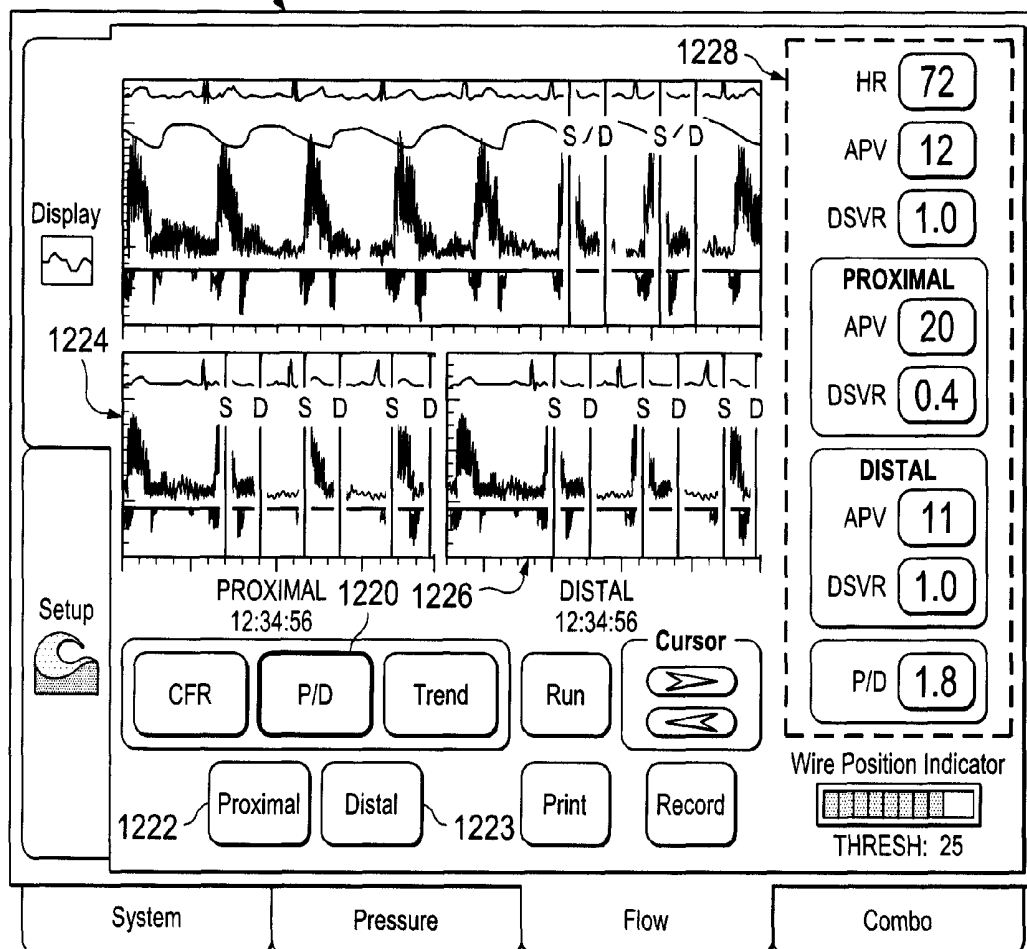 1228
HR 72
APV 12
DSVR 1.0
S D S D
Display
1224
PROXIMAL
APV 20
DSVR 0.4
S D S D S D
S D S D S D
DISTAL
APV 11
DSVR 1.0
PROXIMAL 1220 1226 DISTAL
12:34:56 12:34:56
Setup
Cursor
CFR P/D Trend Run
P/D 1.8
Wire Position Indicator
1222 Proximal Distal 1223 Print Record
THRESH: 25
System Pressure Flow Combo